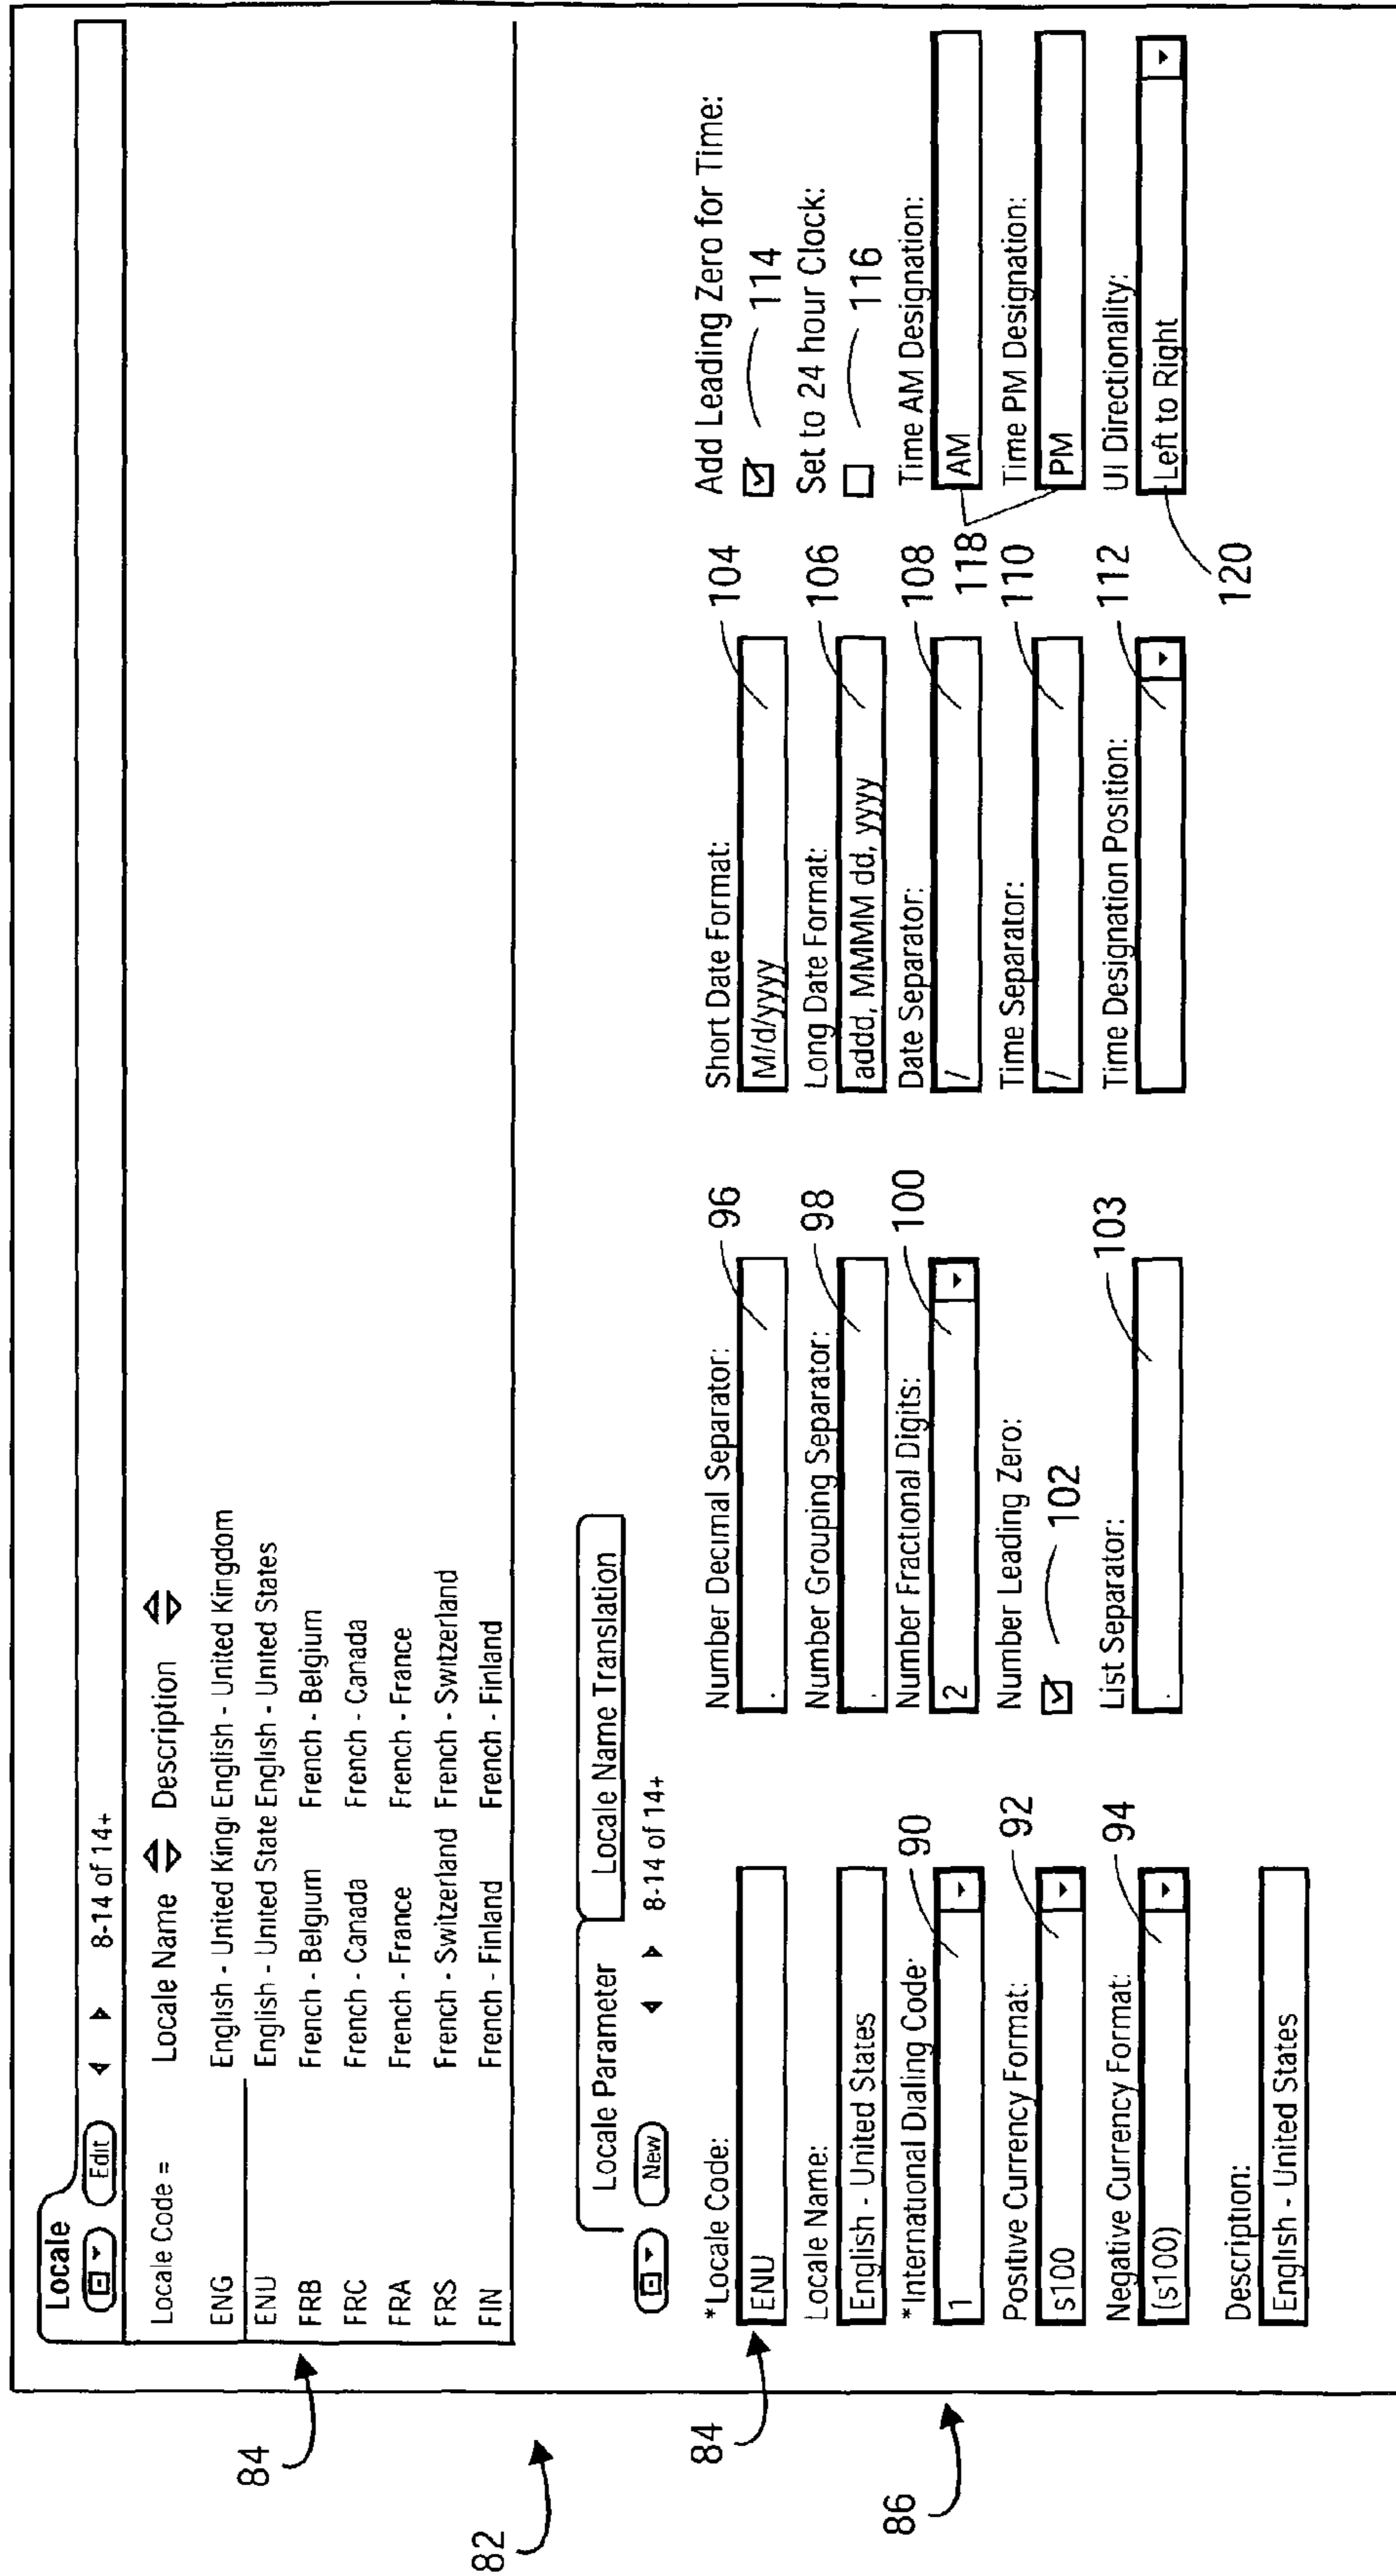 Locale
Edit 8-14 of 14+
Locale Code = Locale Name Description
ENG English - United Kingi English - United Kingdom
ENU English - United State English - United States
FRB French - Belgium French - Belgium
FRC French - Canada French - Canada
FRA French - France French - France
FRS French - Switzerland French - Switzerland
FIN French - Finland French - Finland
84
82
Locale Parameter Locale Name Translation
New 8-14 of 14+
84
86
*Locale Code:
ENU
Locale Name:
English - United States
*International Dialing Code:
1
90
Positive Currency Format:
s100
92
Negative Currency Format:
(s100)
94
Description:
English - United States
Number Decimal Separator:
.
96
Number Grouping Separator:
.
98
Number Fractional Digits:
2
100
Number Leading Zero:
102
List Separator:
.
103
Short Date Format:
M/d/yyyy
104
Long Date Format:
addd, MMMM dd, yyyy
106
Date Separator:
/
108
Time Separator:
/
110
Time Designation Position:
112
Add Leading Zero for Time:
114
Set to 24 hour Clock:
116
Time AM Designation:
AM
118
Time PM Designation:
PM
UI Directionality:
Left to Right
120